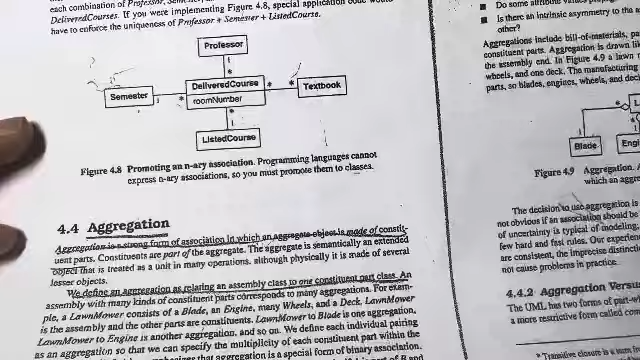 each combination of Professor, Semester,
DeliveredCourses. If you were implementing Figure 4.8, special application code would
have to enforce the uniqueness of Professor + Semester + ListedCourse.
Professor
1
*
Semester
1
*
DeliveredCourse
roomNumber
*
*
Textbook
*
1
ListedCourse
Figure 4.8 Promoting an n-ary association. Programming languages cannot
express n-ary associations, so you must promote them to classes.
4.4 Aggregation
Aggregation is a strong form of association in which an aggregate object is made of constit-
uent parts. Constituents are part of the aggregate. The aggregate is semantically an extended
object that is treated as a unit in many operations, although physically it is made of several
lesser objects.
We define an aggregation as relating an assembly class to one constituent part class. An
assembly with many kinds of constituent parts corresponds to many aggregations. For exam-
ple, a LawnMower consists of a Blade, an Engine, many Wheels, and a Deck. LawnMower
is the assembly and the other parts are constituents. LawnMower to Blade is one aggregation,
LawnMower to Engine is another aggregation, and so on. We define each individual pairing
as an aggregation so that we can specify the multiplicity of each constituent part within the
that aggregation is a special form of binary association.
■ Do some attribute values
■ Is there an intrinsic asymmetry to the
other?
Aggregations include bill-of-materials,
constituent parts. Aggregation is drawn
the assembly end. In Figure 4.9 a lawn
wheels, and one deck. The manufacturing
parts, so blades, engines, wheels, and
Blade
Figure 4.9 Aggregation.
which an
The decision to use aggregation is
not obvious if an association should be
of uncertainty is typical of modeling,
few hard and fast rules. Our experience
are consistent, the imprecise
not cause problems in practice.
4.4.2 Aggregation
The UML has two forms of
a more restrictive form called
* Transitive closure is a